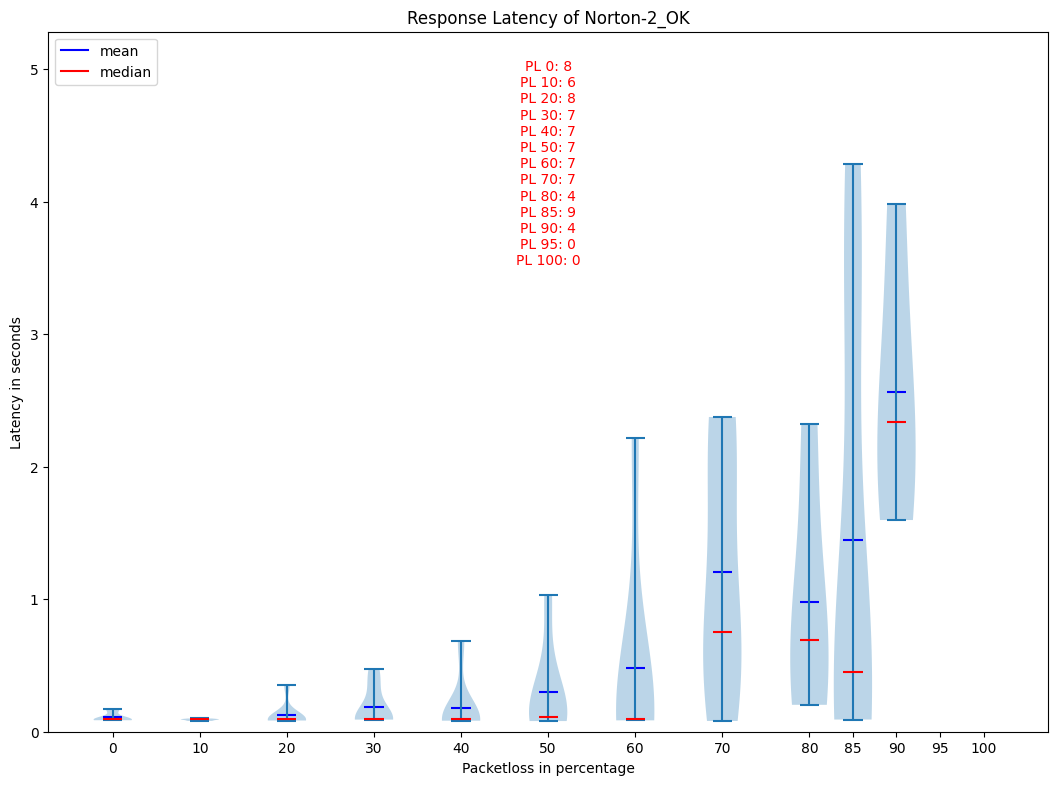 Response Latency of Norton-2_OK
mean
median
PL 0: 8
PL 10: 6
PL 20: 8
PL 30: 7
PL 40: 7
PL 50: 7
PL 60: 7
PL 70: 7
PL 80: 4
PL 85: 9
PL 90: 4
PL 95: 0
PL 100: 0
Latency in seconds
5
4
3
2
1
0
0 10 20 30 40 50 60 70 80 85 90 95 100
Packetloss in percentage